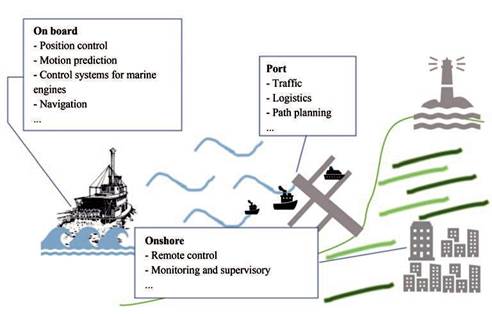 On board
- Position control
- Motion prediction
- Control systems for marine
engines
- Navigation
...
Port
- Traffic
- Logistics
- Path planning
...
Onshore
- Remote control
- Monitoring and supervisory
...